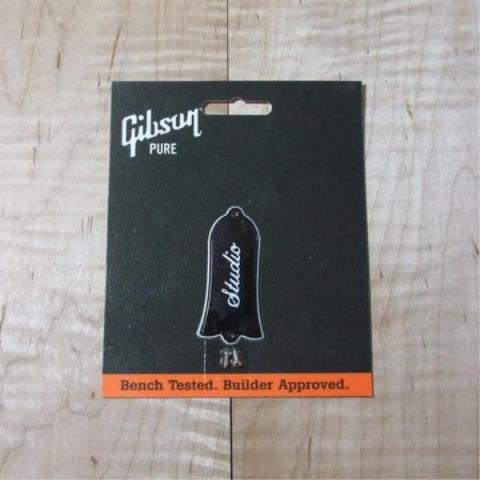 Gibson
PURE
Studio
Bench Tested. Builder Approved.